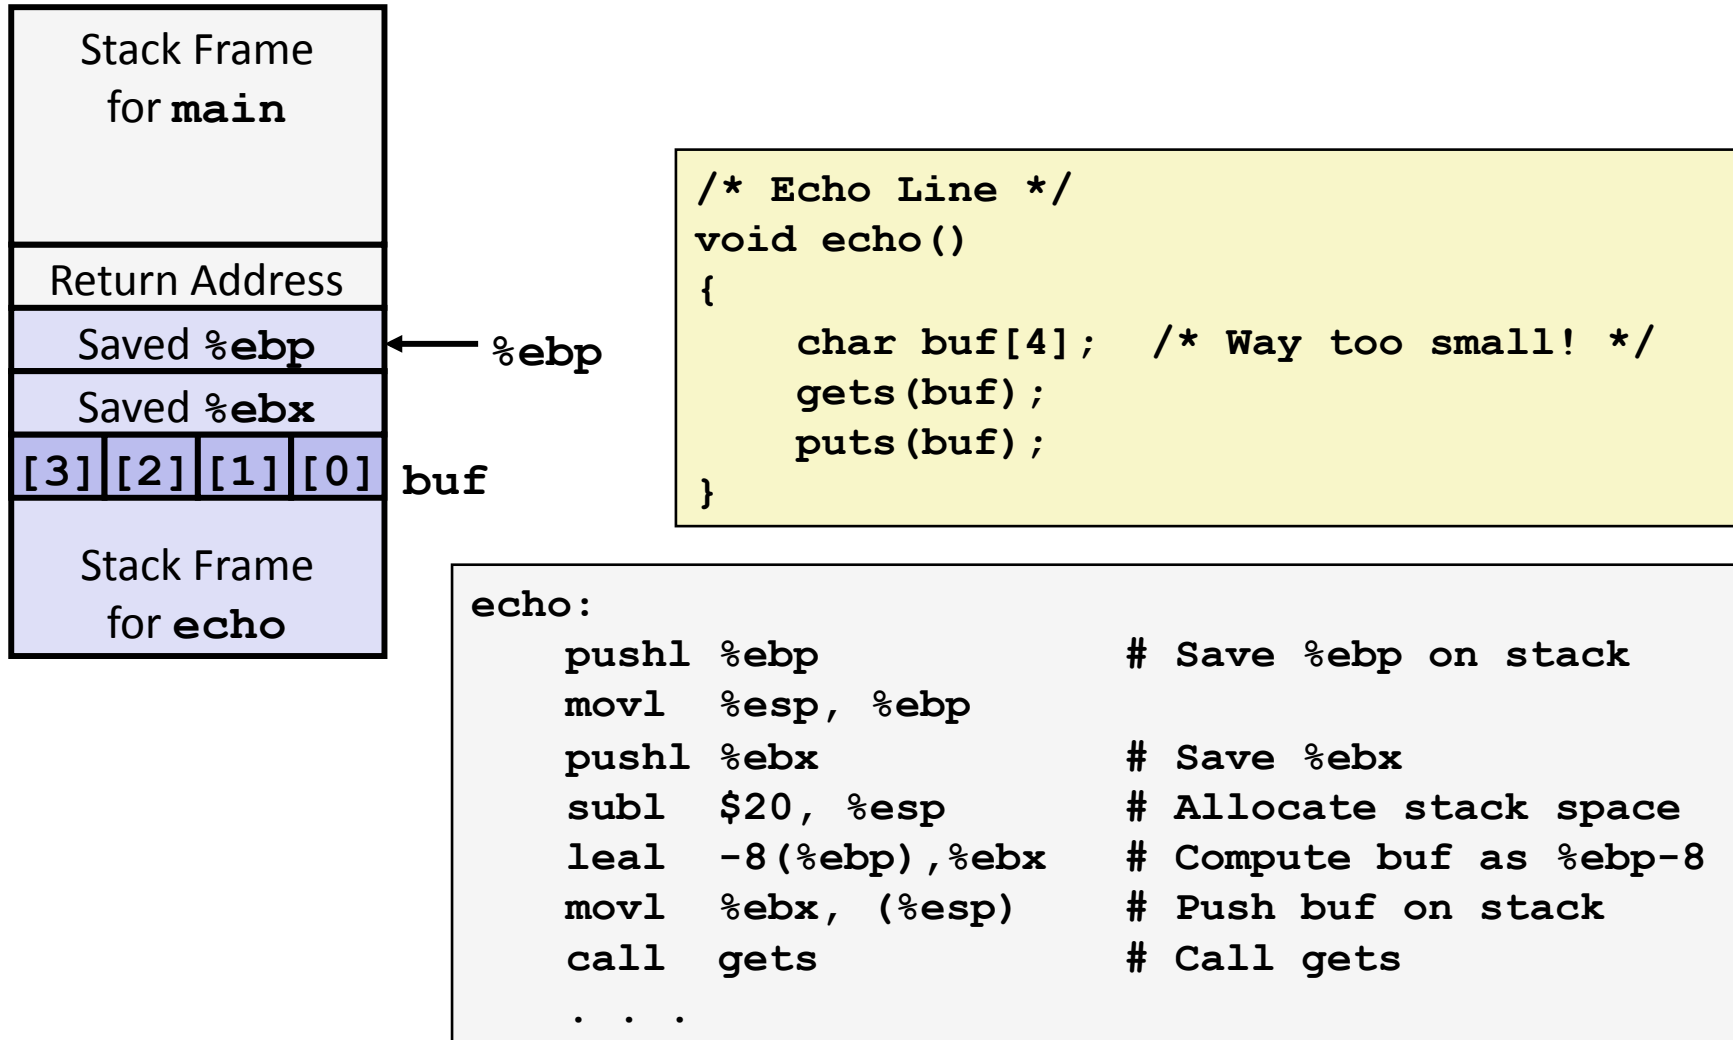 Stack Frame
for main
Return Address
Saved %ebp
%ebp
Saved %ebx
[3] [2] [1] [0]
buf
Stack Frame
for echo
/* Echo Line */
void echo()
{
    char buf[4];  /* Way too small! */
    gets(buf);
    puts(buf);
}
echo:
    pushl %ebp             # Save %ebp on stack
    movl  %esp, %ebp
    pushl %ebx             # Save %ebx
    subl  $20, %esp        # Allocate stack space
    leal  -8(%ebp),%ebx    # Compute buf as %ebp-8
    movl  %ebx, (%esp)     # Push buf on stack
    call  gets             # Call gets
    . . .